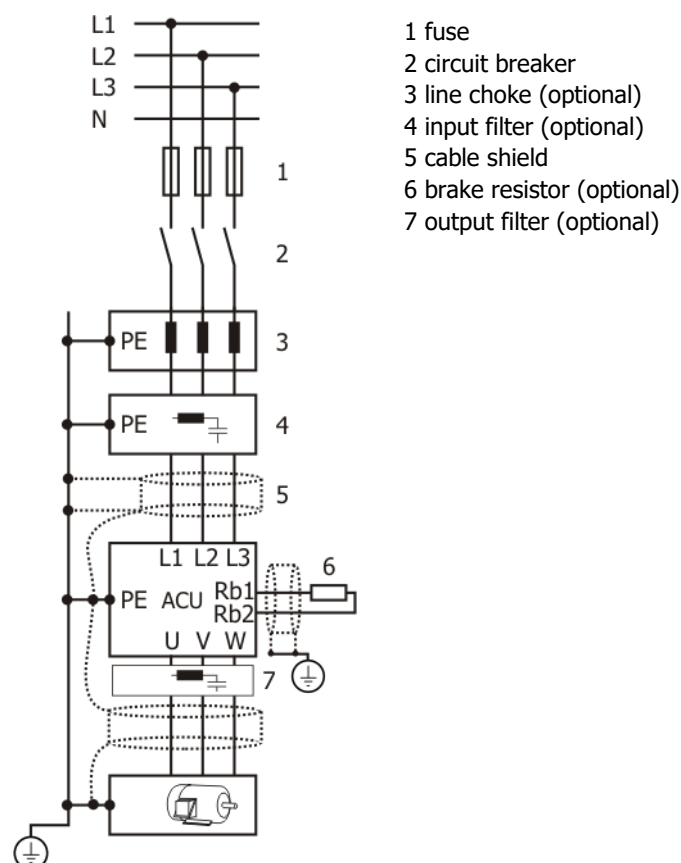 L1
L2
L3
N
1 fuse
2 circuit breaker
3 line choke (optional)
4 input filter (optional)
5 cable shield
6 brake resistor (optional)
7 output filter (optional)
1
2
PE
3
PE
4
5
L1 L2 L3
6
PE ACU Rb1
Rb2
U V W
7